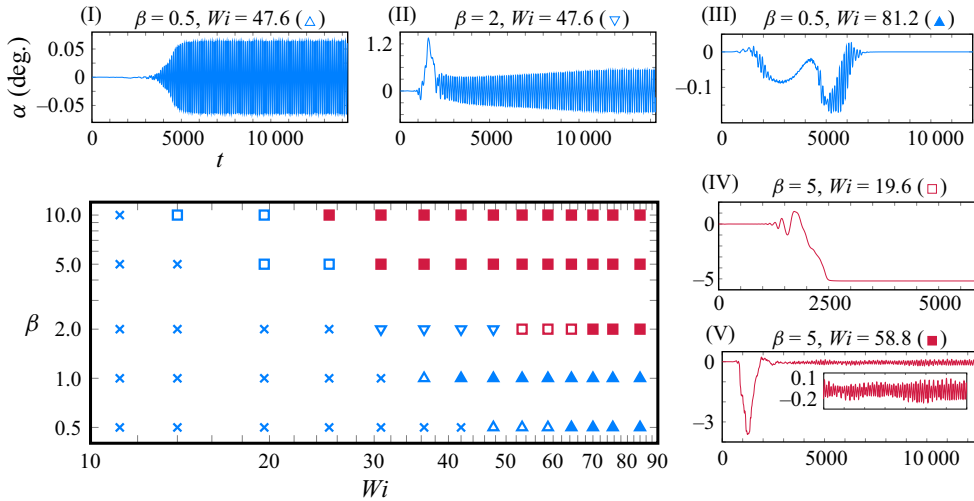 (I) β = 0.5, Wi = 47.6 (△)
0.05
0
−0.05
α (deg.)
0 5000 10 000
t
(II) β = 2, Wi = 47.6 (▽)
1.2
0
0 5000 10 000
(III) β = 0.5, Wi = 81.2 (▲)
0
−0.1
0 5000 10 000
(IV) β = 5, Wi = 19.6 (□)
0
−5
0 2500 5000
(V) β = 5, Wi = 58.8 (■)
0
−3
0.1
−0.2
0 5000 10 000
10.0
5.0
β 2.0
1.0
0.5
10 20 30 40 50 60 70 80 90
Wi